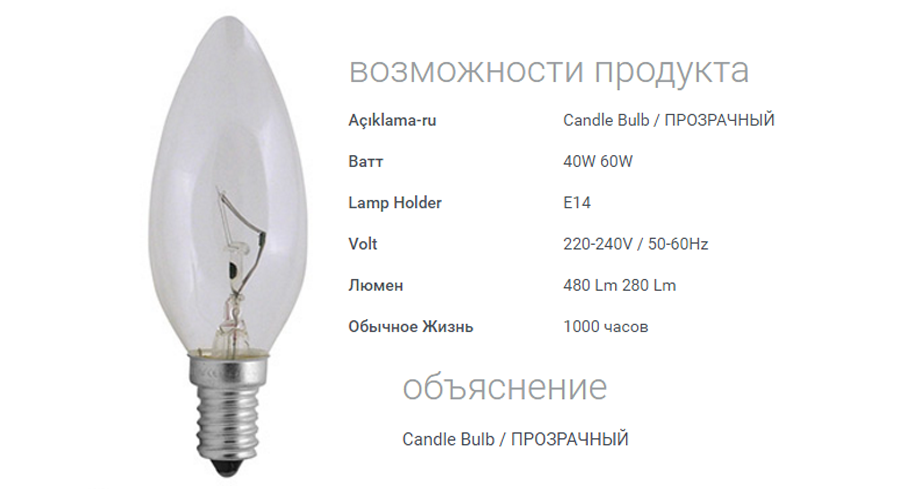 возможности продукта
Açıklama-ru Candle Bulb / ПРОЗРАЧНЫЙ
Ватт 40W 60W
Lamp Holder E14
Volt 220-240V / 50-60Hz
Люмен 480 Lm 280 Lm
Обычное Жизнь 1000 часов
объяснение
Candle Bulb / ПРОЗРАЧНЫЙ